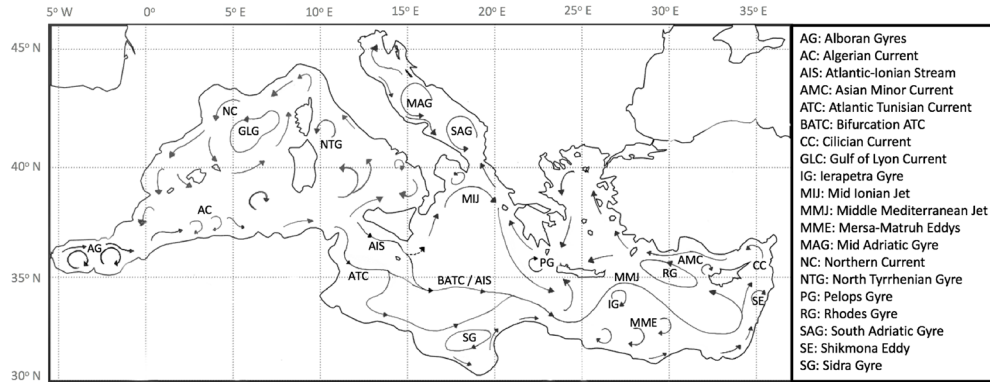 5° W 0° 5° E 10° E 15° E 20° E 25° E 30° E 35° E
45° N
40° N
35° N
30° N
NC
GLG
MAG
SAG
NTG
MIJ
AC
AG
AIS
ATC
BATC / AIS
PG
MMJ
AMC
RG
CC
IG
SE
MME
SG
AG: Alboran Gyres
AC: Algerian Current
AIS: Atlantic-Ionian Stream
AMC: Asian Minor Current
ATC: Atlantic Tunisian Current
BATC: Bifurcation ATC
CC: Cilician Current
GLC: Gulf of Lyon Current
IG: Ierapetra Gyre
MIJ: Mid Ionian Jet
MMJ: Middle Mediterranean Jet
MME: Mersa-Matruh Eddys
MAG: Mid Adriatic Gyre
NC: Northern Current
NTG: North Tyrrhenian Gyre
PG: Pelops Gyre
RG: Rhodes Gyre
SAG: South Adriatic Gyre
SE: Shikmona Eddy
SG: Sidra Gyre